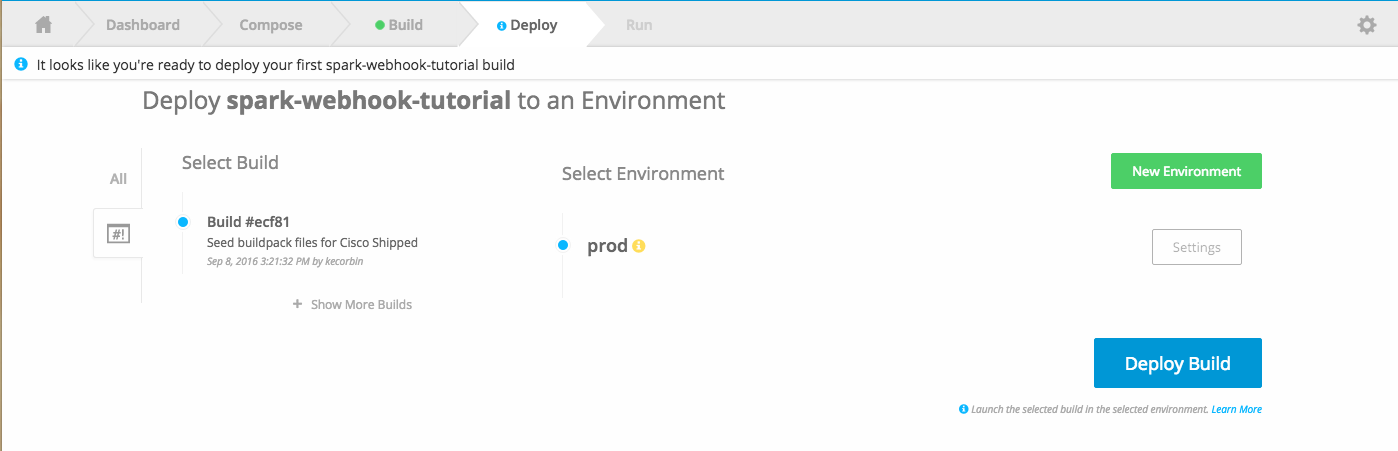 Dashboard
Compose
Build
Deploy
Run
It looks like you're ready to deploy your first spark-webhook-tutorial build
Deploy spark-webhook-tutorial to an Environment
All
#!
Select Build
Build #ecf81
Seed buildpack files for Cisco Shipped
Sep 8, 2016 3:21:32 PM by kecorbin
+ Show More Builds
Select Environment
prod
New Environment
Settings
Deploy Build
Launch the selected build in the selected environment. Learn More